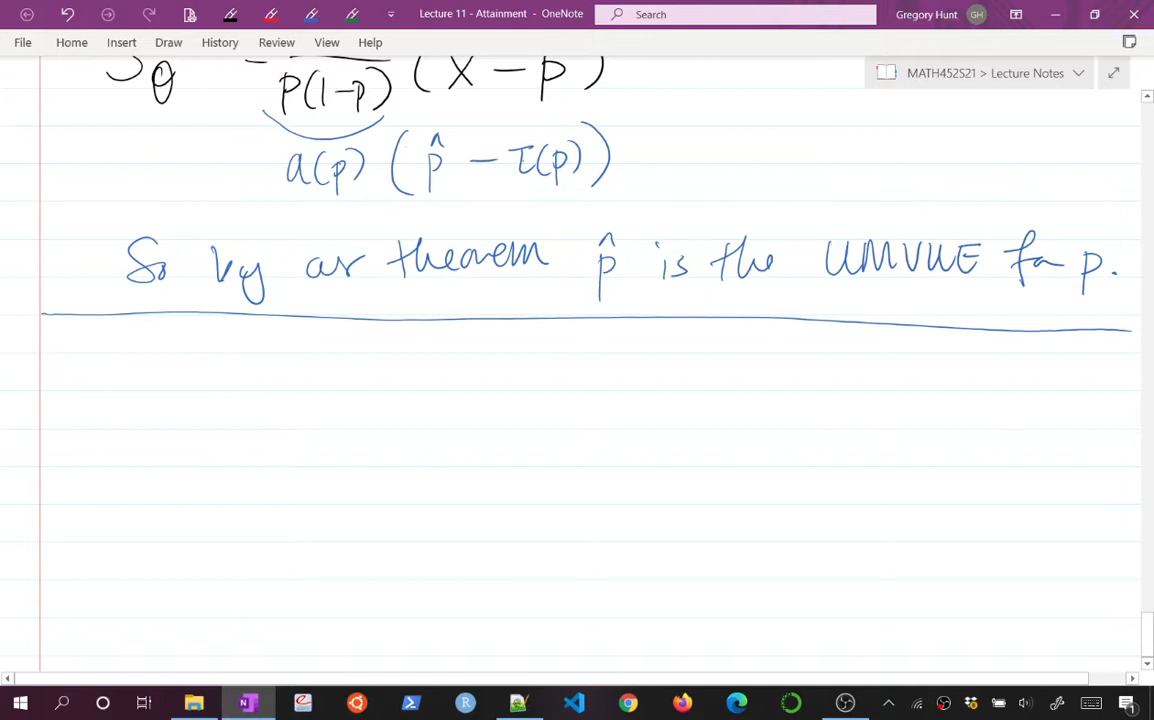 Lecture 11 - Attainment - OneNote
Search
Gregory Hunt
GH
File Home Insert Draw History Review View Help
MATH452S21 > Lecture Notes
θ p(1-p) (X̄ - p)
a(p) (p̂ - τ(p))
So by our theorem p̂ is the UMVUE for p.